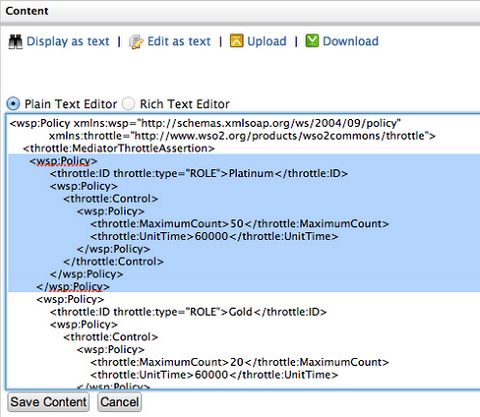 Content
Display as text | Edit as text | Upload | Download
Plain Text Editor Rich Text Editor
<wsp:Policy xmlns:wsp="http://schemas.xmlsoap.org/ws/2004/09/policy"
xmlns:throttle="http://www.wso2.org/products/wso2commons/throttle">
<throttle:MediatorThrottleAssertion>
<wsp:Policy>
<throttle:ID throttle:type="ROLE">Platinum</throttle:ID>
<wsp:Policy>
<throttle:Control>
<wsp:Policy>
<throttle:MaximumCount>50</throttle:MaximumCount>
<throttle:UnitTime>60000</throttle:UnitTime>
</wsp:Policy>
</throttle:Control>
</wsp:Policy>
</wsp:Policy>
<wsp:Policy>
<throttle:ID throttle:type="ROLE">Gold</throttle:ID>
<wsp:Policy>
<throttle:Control>
<wsp:Policy>
<throttle:MaximumCount>20</throttle:MaximumCount>
<throttle:UnitTime>60000</throttle:UnitTime>
</wsp:Policy>
Save Content Cancel